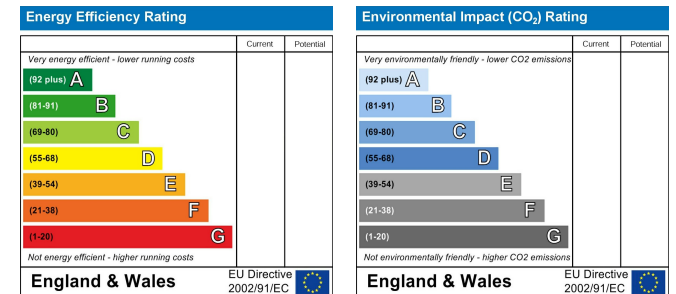 Energy Efficiency Rating
Current Potential
Very energy efficient - lower running costs
(92 plus) A
(81-91) B
(69-80) C
(55-68) D
(39-54) E
(21-38) F
(1-20) G
Not energy efficient - higher running costs
England & Wales
EU Directive
2002/91/EC
Environmental Impact (CO₂) Rating
Current Potential
Very environmentally friendly - lower CO2 emissions
(92 plus) A
(81-91) B
(69-80) C
(55-68) D
(39-54) E
(21-38) F
(1-20) G
Not environmentally friendly - higher CO2 emissions
England & Wales
EU Directive
2002/91/EC